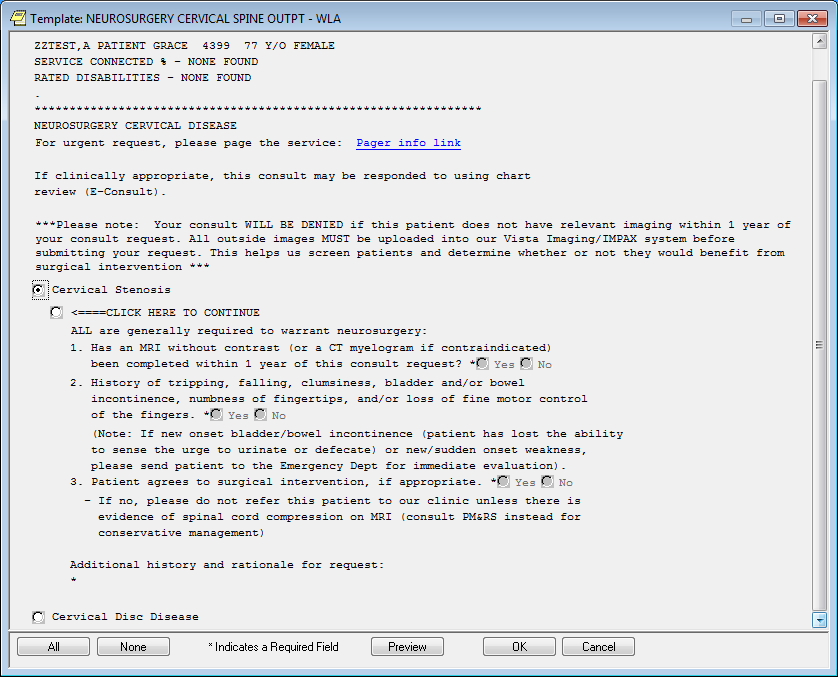 Template: NEUROSURGERY CERVICAL SPINE OUTPT - WLA
ZZTEST,A PATIENT GRACE  4399  77 Y/O FEMALE
SERVICE CONNECTED % - NONE FOUND
RATED DISABILITIES - NONE FOUND
.
****************************************************************
NEUROSURGERY CERVICAL DISEASE
For urgent request, please page the service:  Pager info link
If clinically appropriate, this consult may be responded to using chart
review (E-Consult).
***Please note:  Your consult WILL BE DENIED if this patient does not have relevant imaging within 1 year of
your consult request. All outside images MUST be uploaded into our Vista Imaging/IMPAX system before
submitting your request. This helps us screen patients and determine whether or not they would benefit from
surgical intervention ***
Cervical Stenosis
<====CLICK HERE TO CONTINUE
ALL are generally required to warrant neurosurgery:
1. Has an MRI without contrast (or a CT myelogram if contraindicated)
been completed within 1 year of this consult request? * Yes No
2. History of tripping, falling, clumsiness, bladder and/or bowel
incontinence, numbness of fingertips, and/or loss of fine motor control
of the fingers. * Yes No
(Note: If new onset bladder/bowel incontinence (patient has lost the ability
to sense the urge to urinate or defecate) or new/sudden onset weakness,
please send patient to the Emergency Dept for immediate evaluation).
3. Patient agrees to surgical intervention, if appropriate. * Yes No
- If no, please do not refer this patient to our clinic unless there is
evidence of spinal cord compression on MRI (consult PM&RS instead for
conservative management)
Additional history and rationale for request:
*
Cervical Disc Disease
All None * Indicates a Required Field Preview OK Cancel